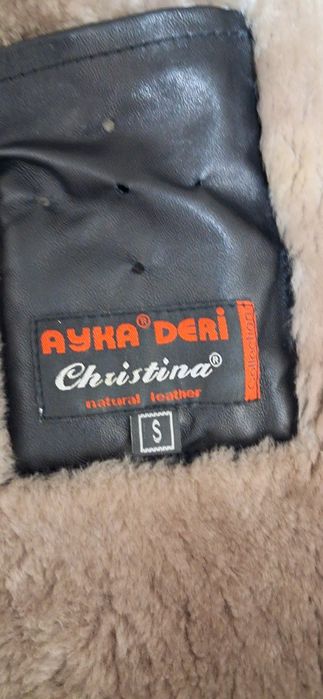 AYKA® DERİ
Christina®
natural leather
Collection
S